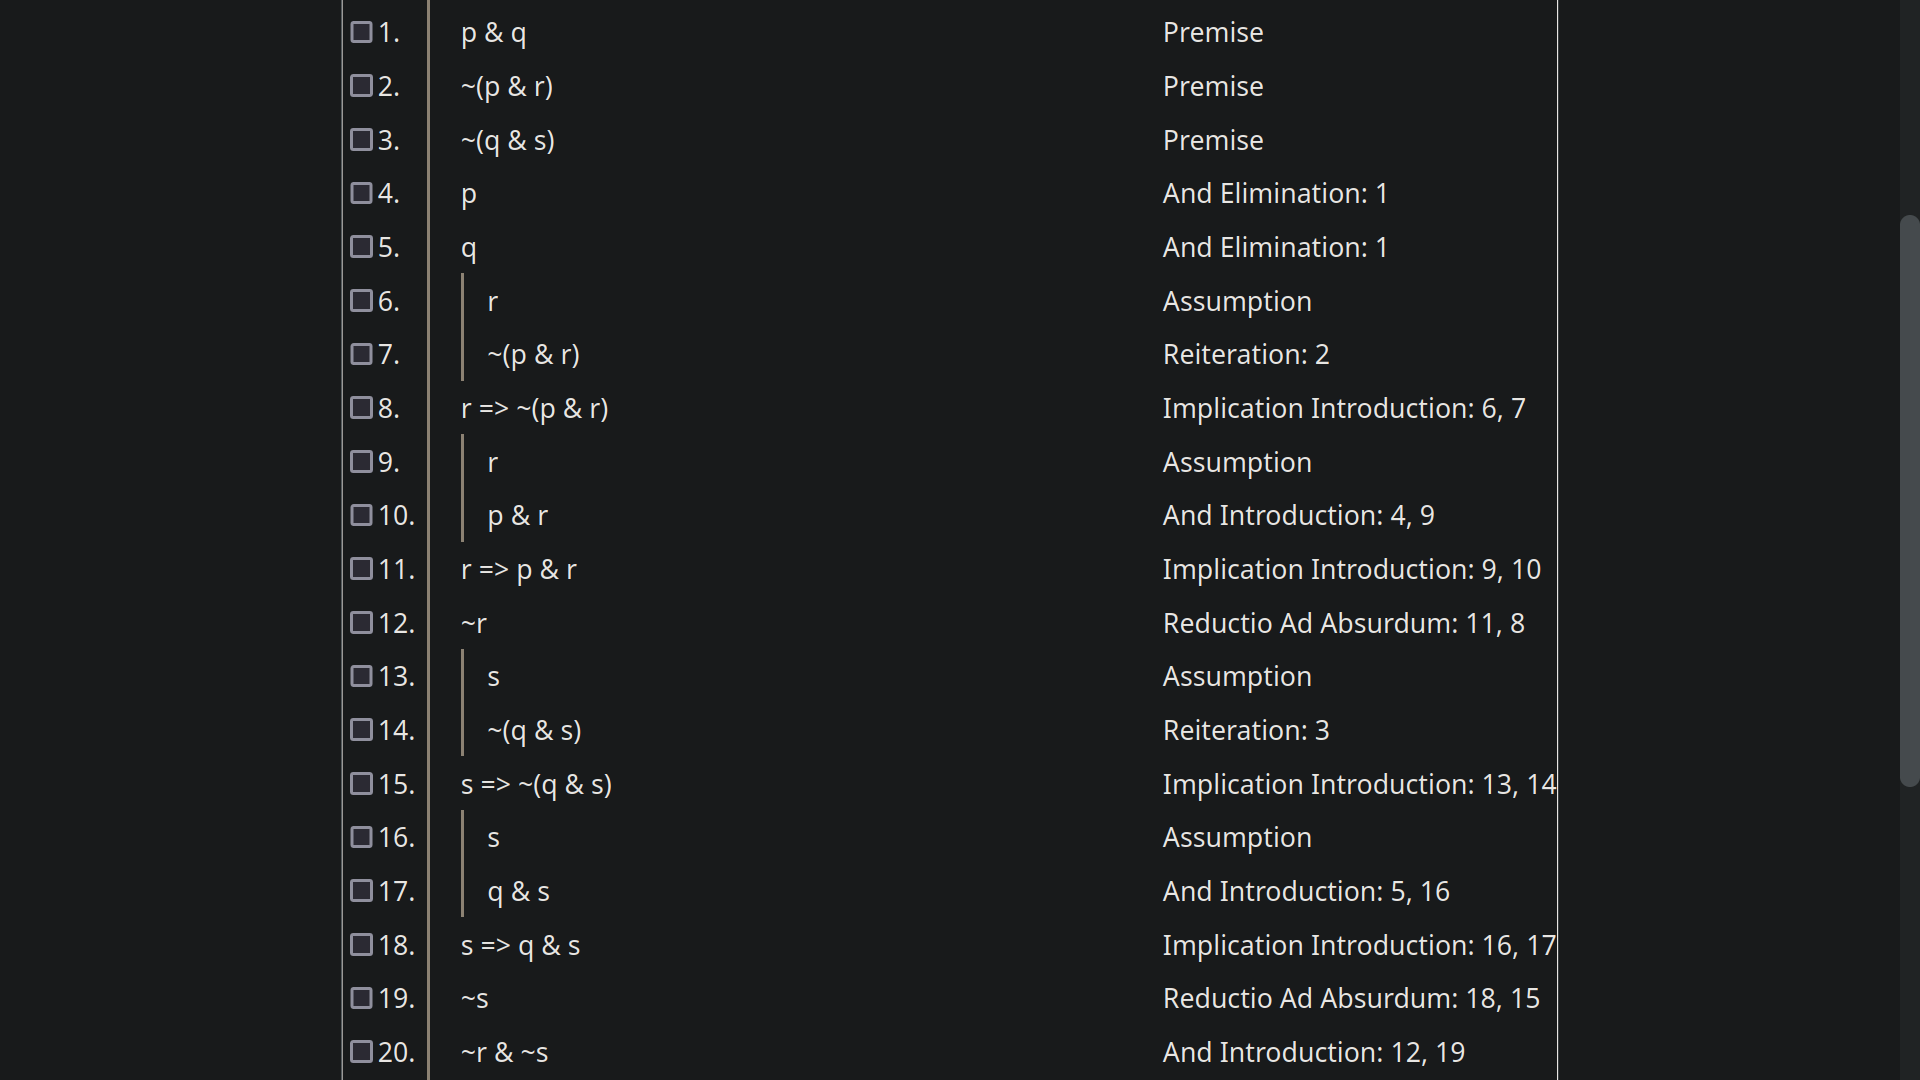 1. p & q Premise
2. ~(p & r) Premise
3. ~(q & s) Premise
4. p And Elimination: 1
5. q And Elimination: 1
6. r Assumption
7. ~(p & r) Reiteration: 2
8. r => ~(p & r) Implication Introduction: 6, 7
9. r Assumption
10. p & r And Introduction: 4, 9
11. r => p & r Implication Introduction: 9, 10
12. ~r Reductio Ad Absurdum: 11, 8
13. s Assumption
14. ~(q & s) Reiteration: 3
15. s => ~(q & s) Implication Introduction: 13, 14
16. s Assumption
17. q & s And Introduction: 5, 16
18. s => q & s Implication Introduction: 16, 17
19. ~s Reductio Ad Absurdum: 18, 15
20. ~r & ~s And Introduction: 12, 19